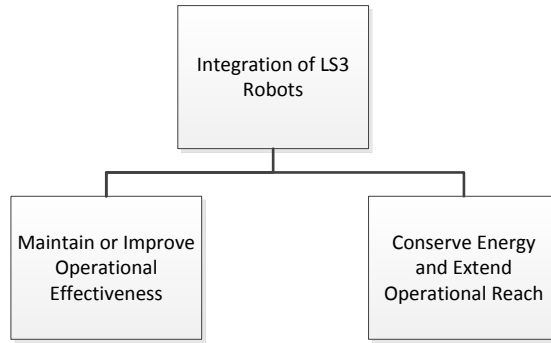 Integration of LS3
Robots
Maintain or Improve
Operational
Effectiveness
Conserve Energy
and Extend
Operational Reach